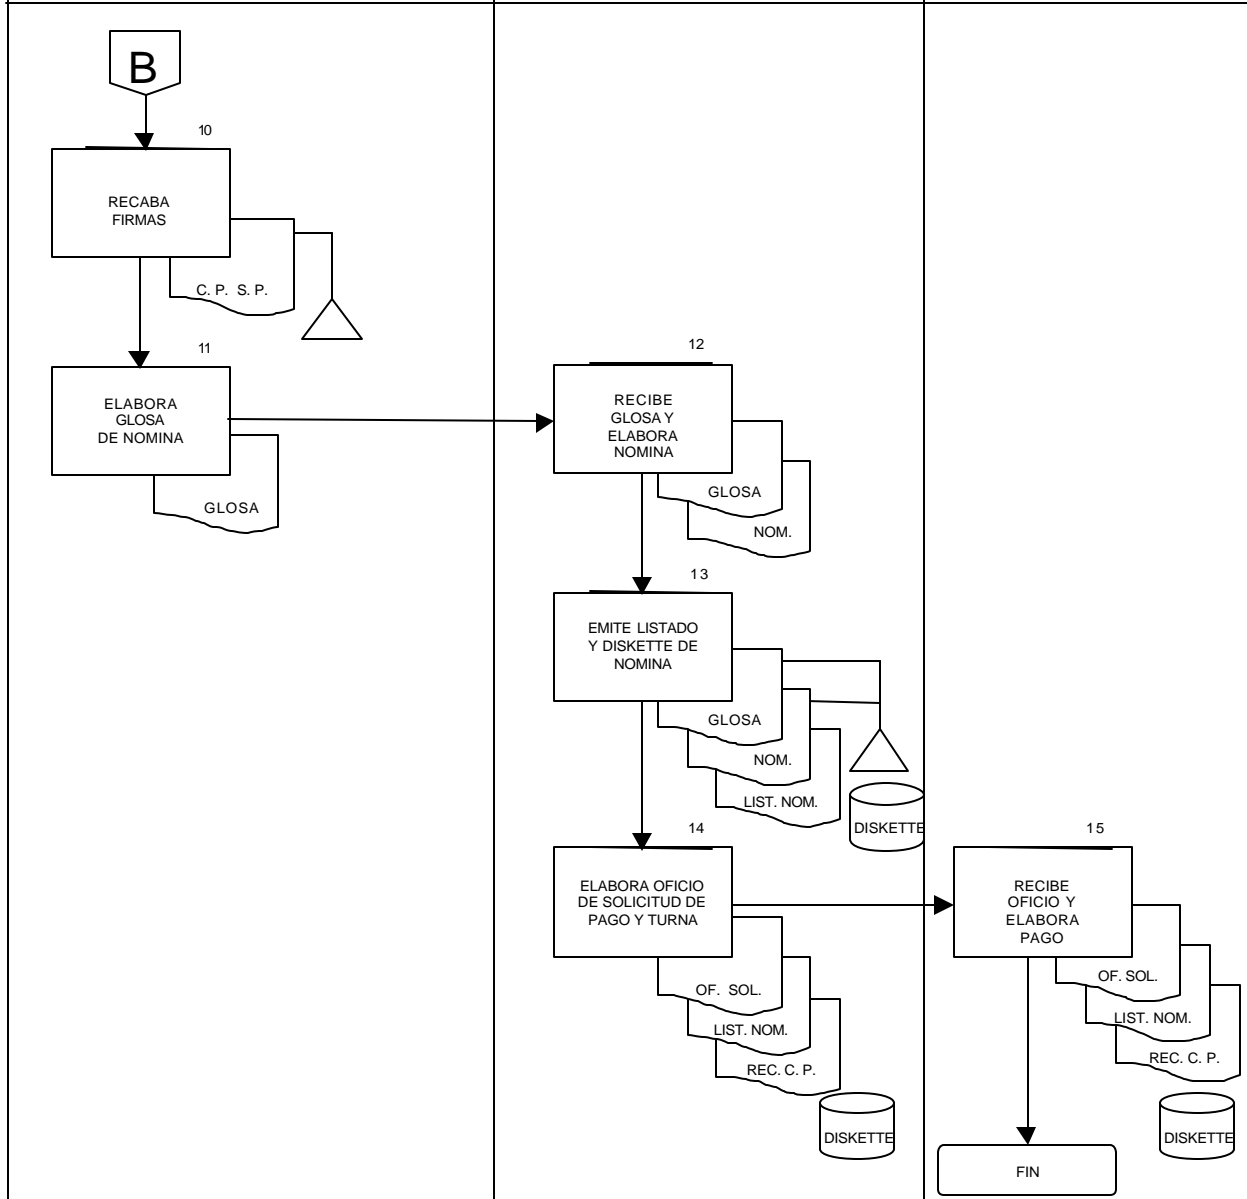 B
10
RECABA
FIRMAS
C. P. S. P.
11
ELABORA
GLOSA
DE NOMINA
GLOSA
12
RECIBE
GLOSA Y
ELABORA
NOMINA
GLOSA
NOM.
13
EMITE LISTADO
Y DISKETTE DE
NOMINA
GLOSA
NOM.
LIST. NOM.
DISKETTE
14
ELABORA OFICIO
DE SOLICITUD DE
PAGO Y TURNA
OF. SOL.
LIST. NOM.
REC. C. P.
DISKETTE
15
RECIBE
OFICIO Y
ELABORA
PAGO
OF. SOL.
LIST. NOM.
REC. C. P.
DISKETTE
FIN